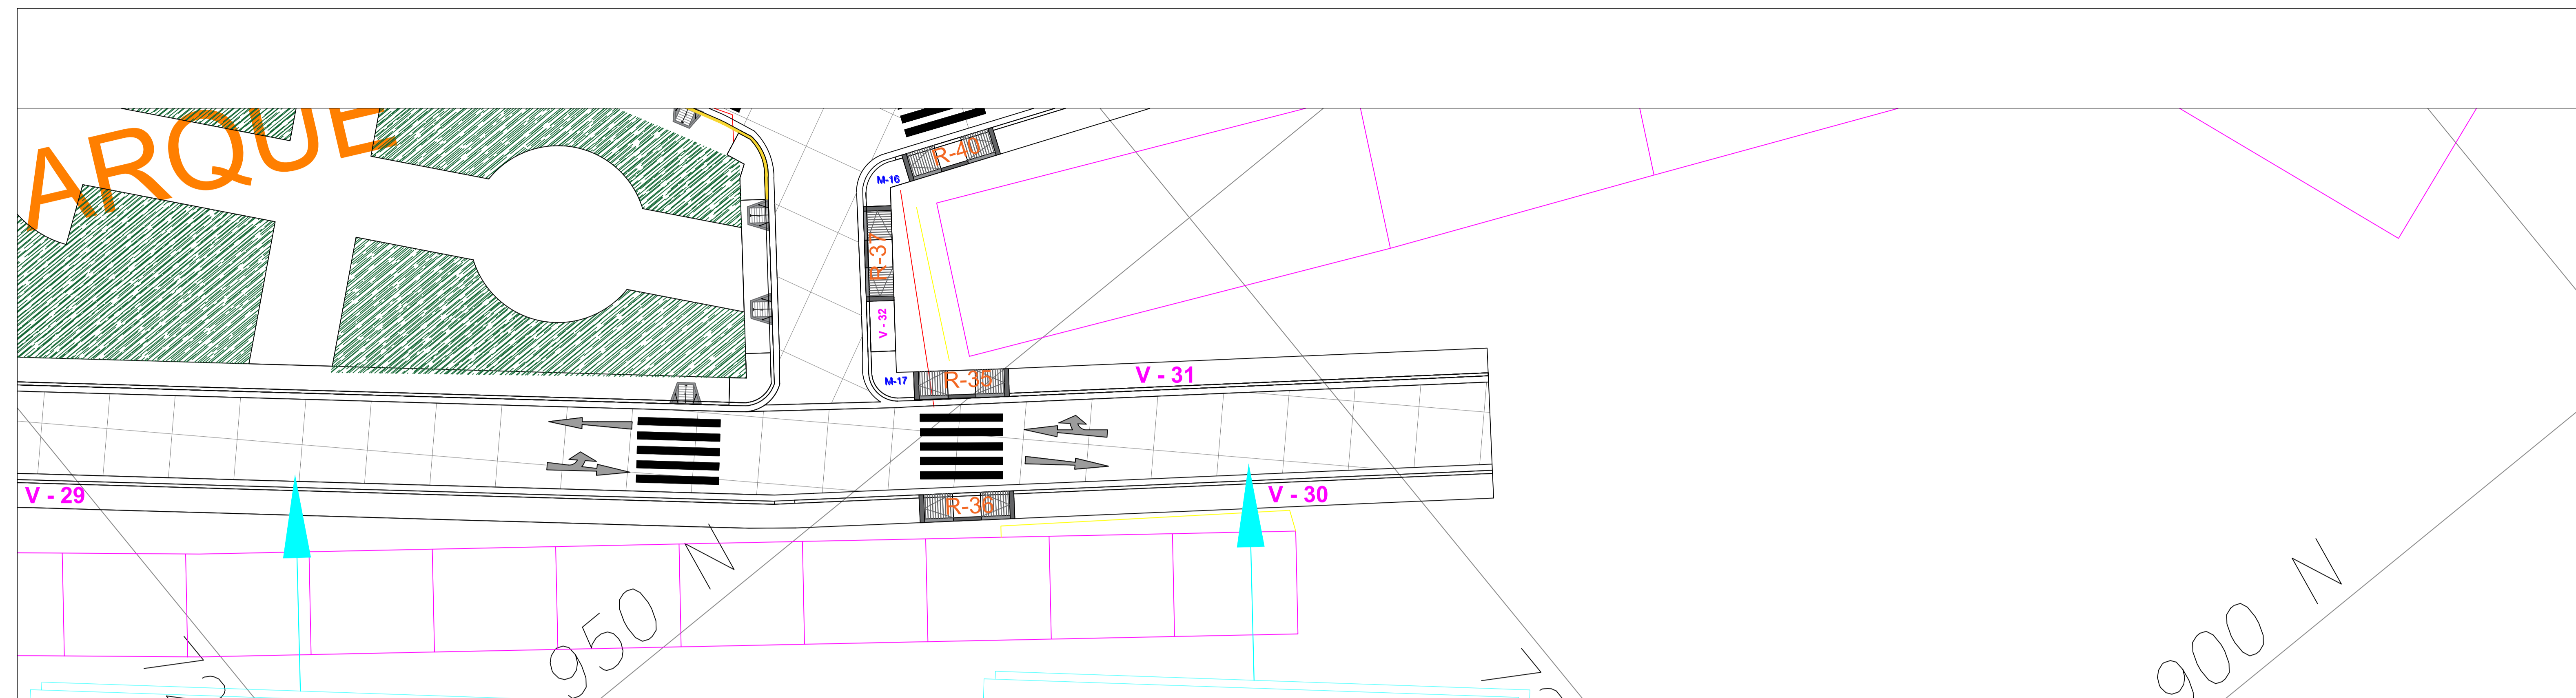 ARQUE
R-40
M-16
R-37
V - 32
M-17
R-35
V - 31
V - 29
R-36
V - 30
950 N
900 N